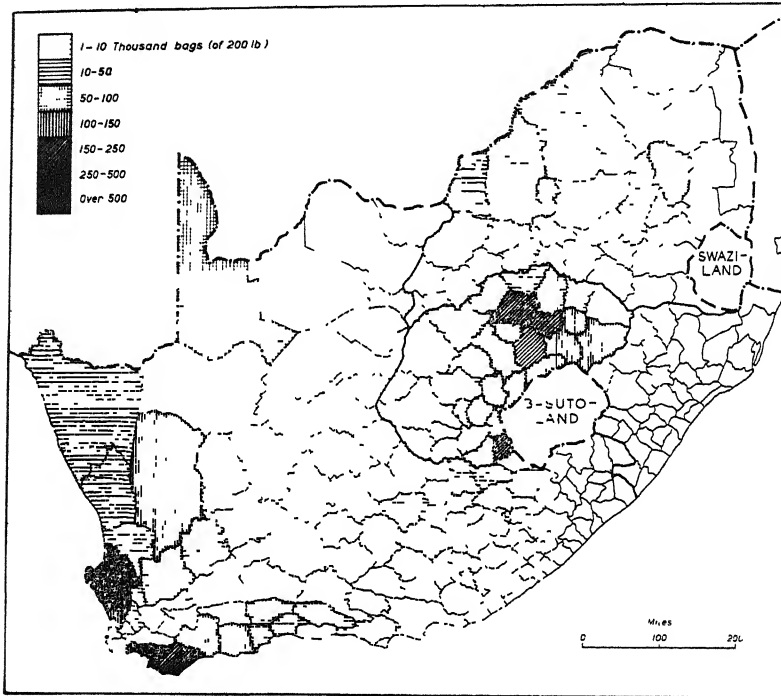 1-10 Thousand bags (of 200 lb)
10-50
50-100
100-150
150-250
250-500
Over 500
SWAZI-
LAND
B-SUTO-
LAND
Miles
0 100 200